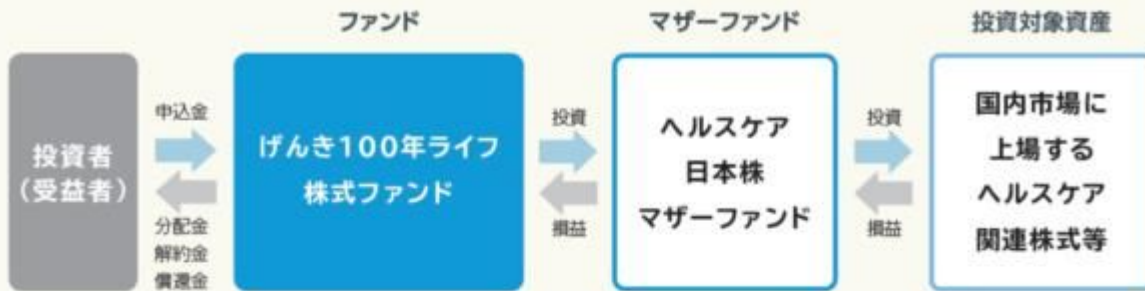 ファンド
マザーファンド
投資対象資産
投資者
（受益者）
申込金
分配金
解約金
償還金
げんき100年ライフ
株式ファンド
投資
損益
ヘルスケア
日本株
マザーファンド
投資
損益
国内市場に
上場する
ヘルスケア
関連株式等